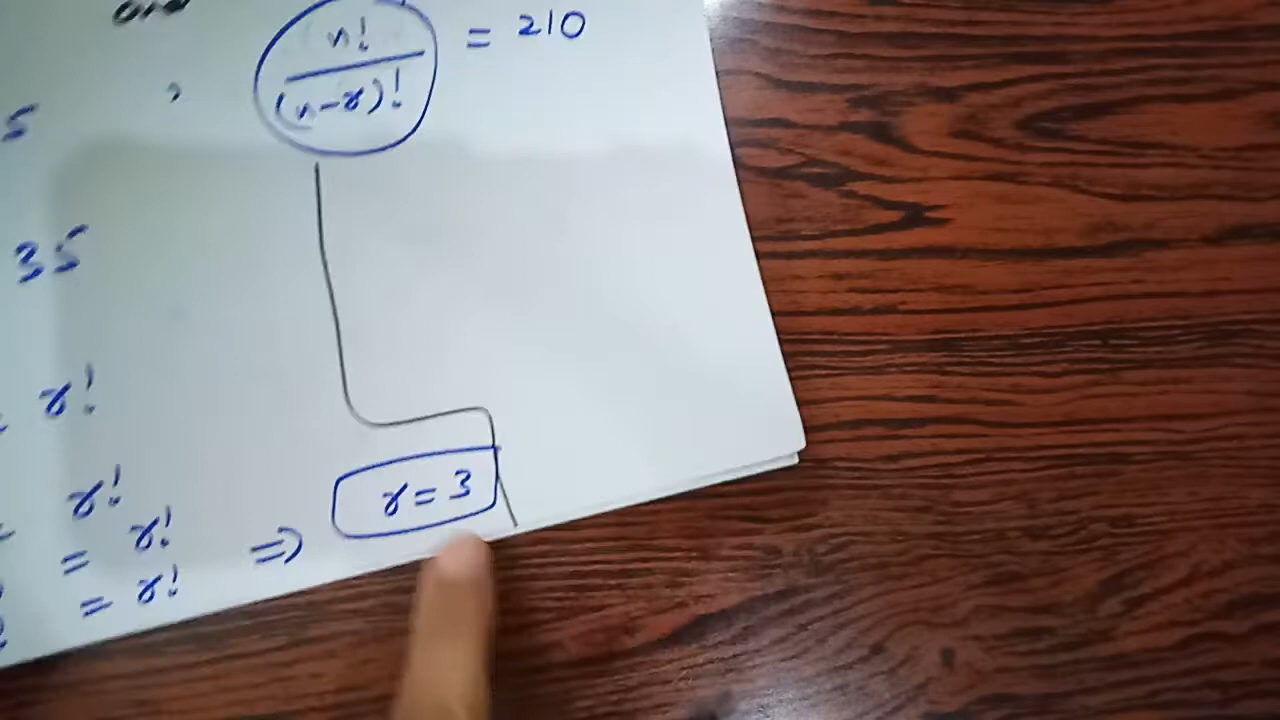 n!
(n-r)! = 210
,
5
35
r!
r!
= r! => r = 3
= r!